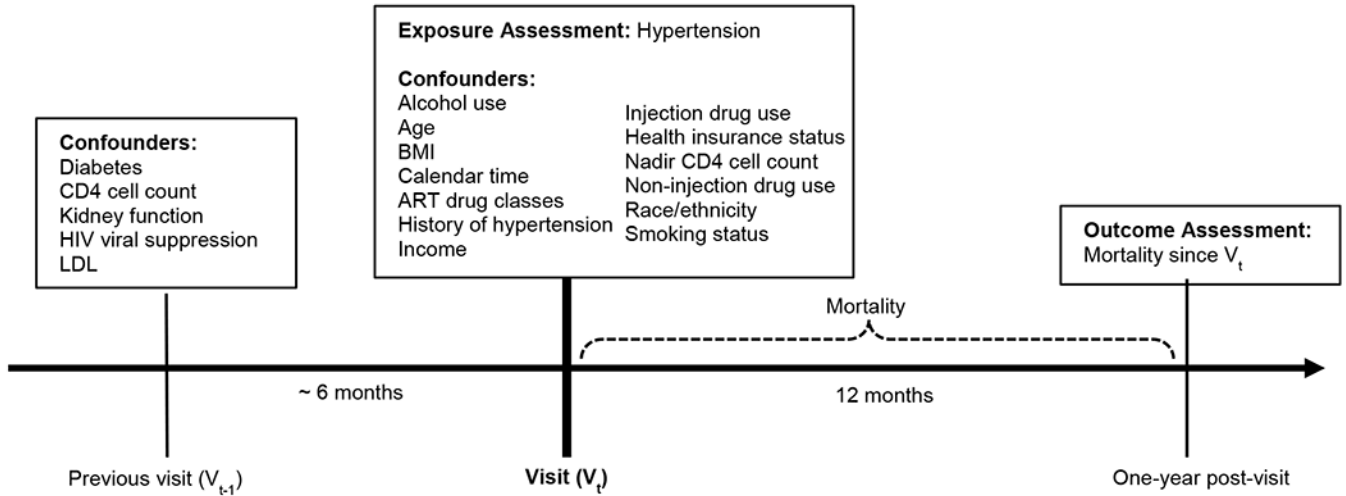 Exposure Assessment: Hypertension
Confounders:
Alcohol use
Age
BMI
Calendar time
ART drug classes
History of hypertension
Income
Injection drug use
Health insurance status
Nadir CD4 cell count
Non-injection drug use
Race/ethnicity
Smoking status
Confounders:
Diabetes
CD4 cell count
Kidney function
HIV viral suppression
LDL
Outcome Assessment:
Mortality since Vt
Mortality
~ 6 months
12 months
Previous visit (Vt-1)
Visit (Vt)
One-year post-visit